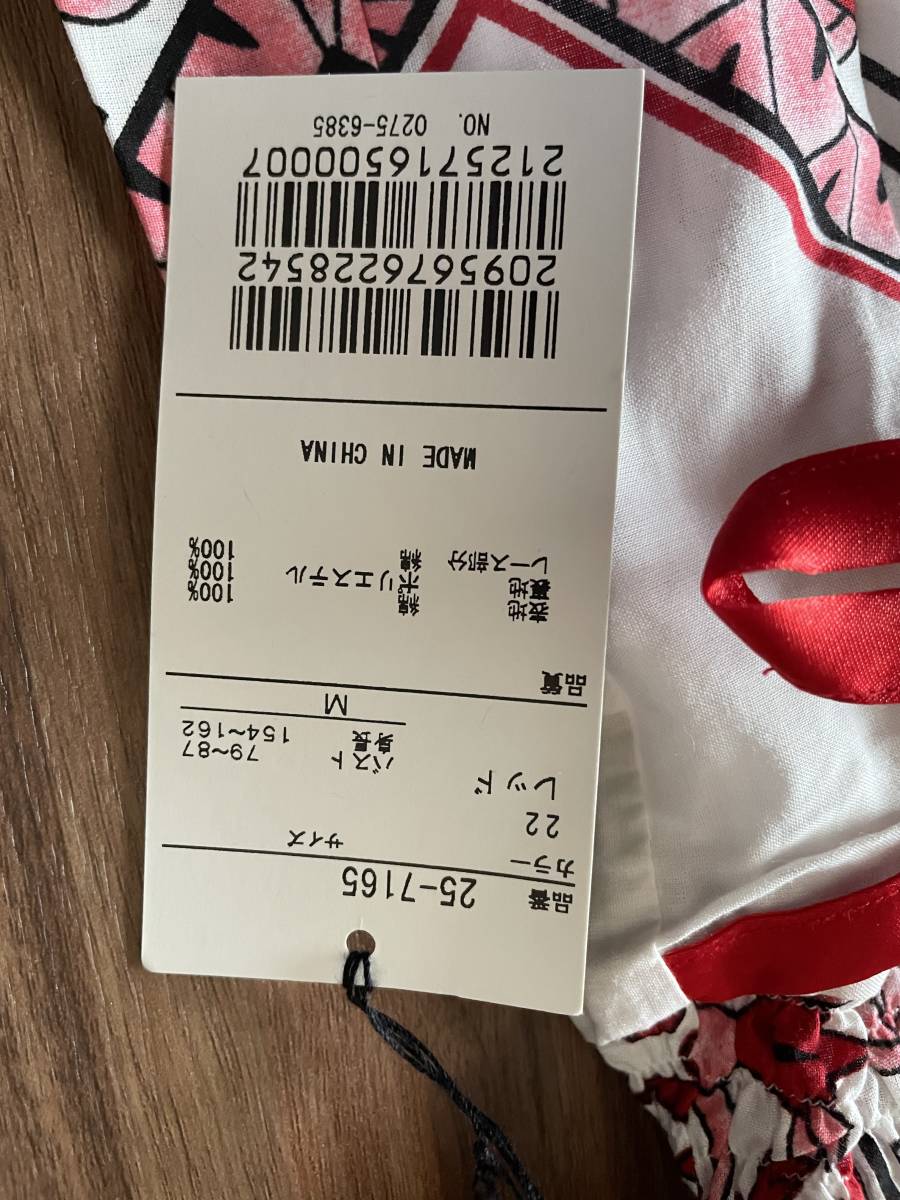 品番 25-7165
カラー サイズ
22
レッド
バスト 79~87
身長 154~162
M
品質
表地 綿 100%
裏地 ポリエステル 100%
レース部分 綿 100%
MADE IN CHINA
2095676228542
2125716500007
NO. 0275-6385